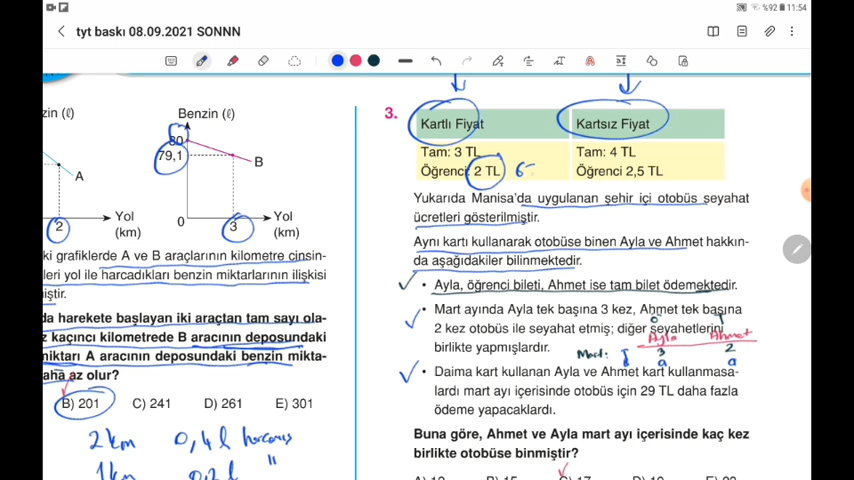 %92 11:54
tyt baskı 08.09.2021 SONNN
zin (ℓ)
A
2
Yol
(km)
Benzin (ℓ)
80
79,1
B
0
3
Yol
(km)
ki grafiklerde A ve B araçlarının kilometre cinsin-
leri yol ile harcadıkları benzin miktarlarının ilişkisi
iştir.
da harekete başlayan iki araçtan tam sayı ola-
z kaçıncı kilometrede B aracının deposundaki
miktarı A aracının deposundaki benzin mikta-
aha az olur?
B) 201 C) 241 D) 261 E) 301
2 km 0,4 l harcamış
1km 0,2 l "
3.
Kartlı Fiyat Kartsız Fiyat
Tam: 3 TL Tam: 4 TL
Öğrenci: 2 TL Öğrenci 2,5 TL
Yukarıda Manisa'da uygulanan şehir içi otobüs seyahat
ücretleri gösterilmiştir.
Aynı kartı kullanarak otobüse binen Ayla ve Ahmet hakkın-
da aşağıdakiler bilinmektedir.
• Ayla, öğrenci bileti, Ahmet ise tam bilet ödemektedir.
• Mart ayında Ayla tek başına 3 kez, Ahmet tek başına
2 kez otobüs ile seyahat etmiş; diğer seyahetlerini
birlikte yapmışlardır.
Ö T
Ayla Ahmet
Mart: 3 2
a a
• Daima kart kullanan Ayla ve Ahmet kart kullanmasa-
lardı mart ayı içerisinde otobüs için 29 TL daha fazla
ödeme yapacaklardı.
Buna göre, Ahmet ve Ayla mart ayı içerisinde kaç kez
birlikte otobüse binmiştir?